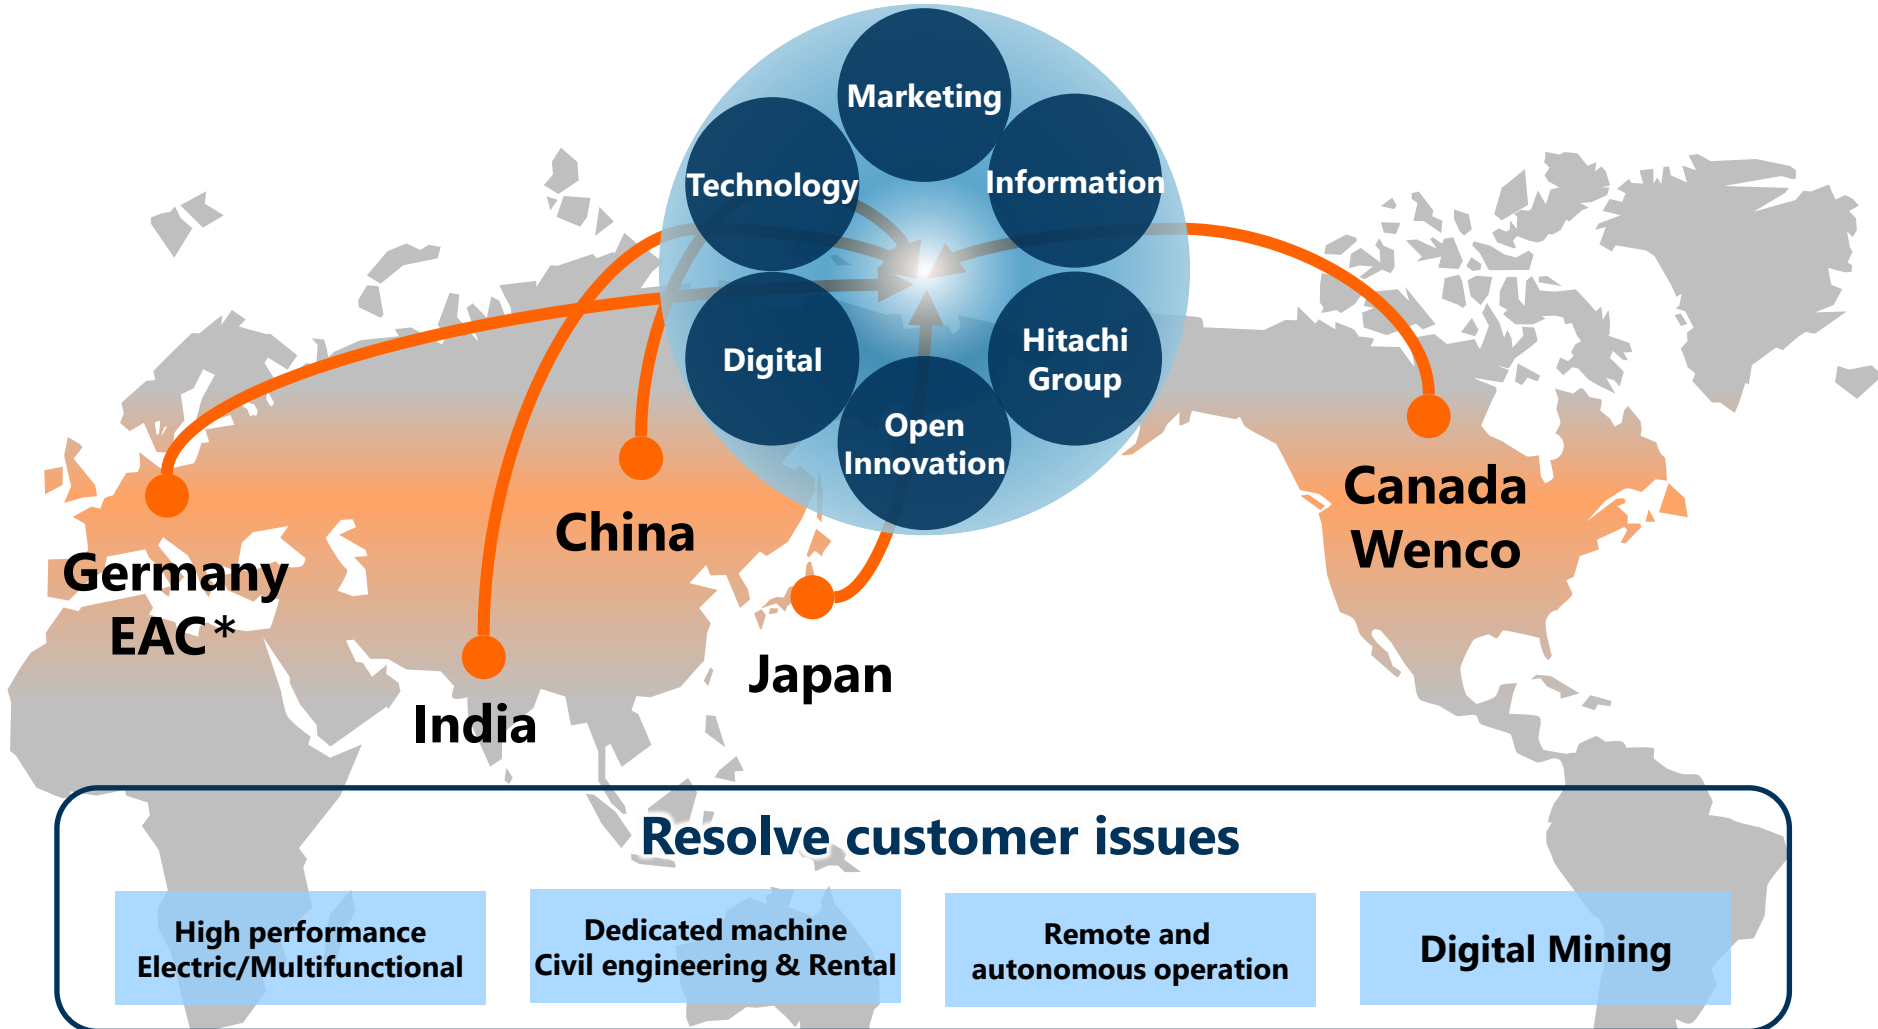 Marketing
Technology
Information
Digital
Hitachi
Group
Open
Innovation
China
Canada
Wenco
Germany
EAC*
Japan
India
Resolve customer issues
High performance
Electric/Multifunctional
Dedicated machine
Civil engineering & Rental
Remote and
autonomous operation
Digital Mining